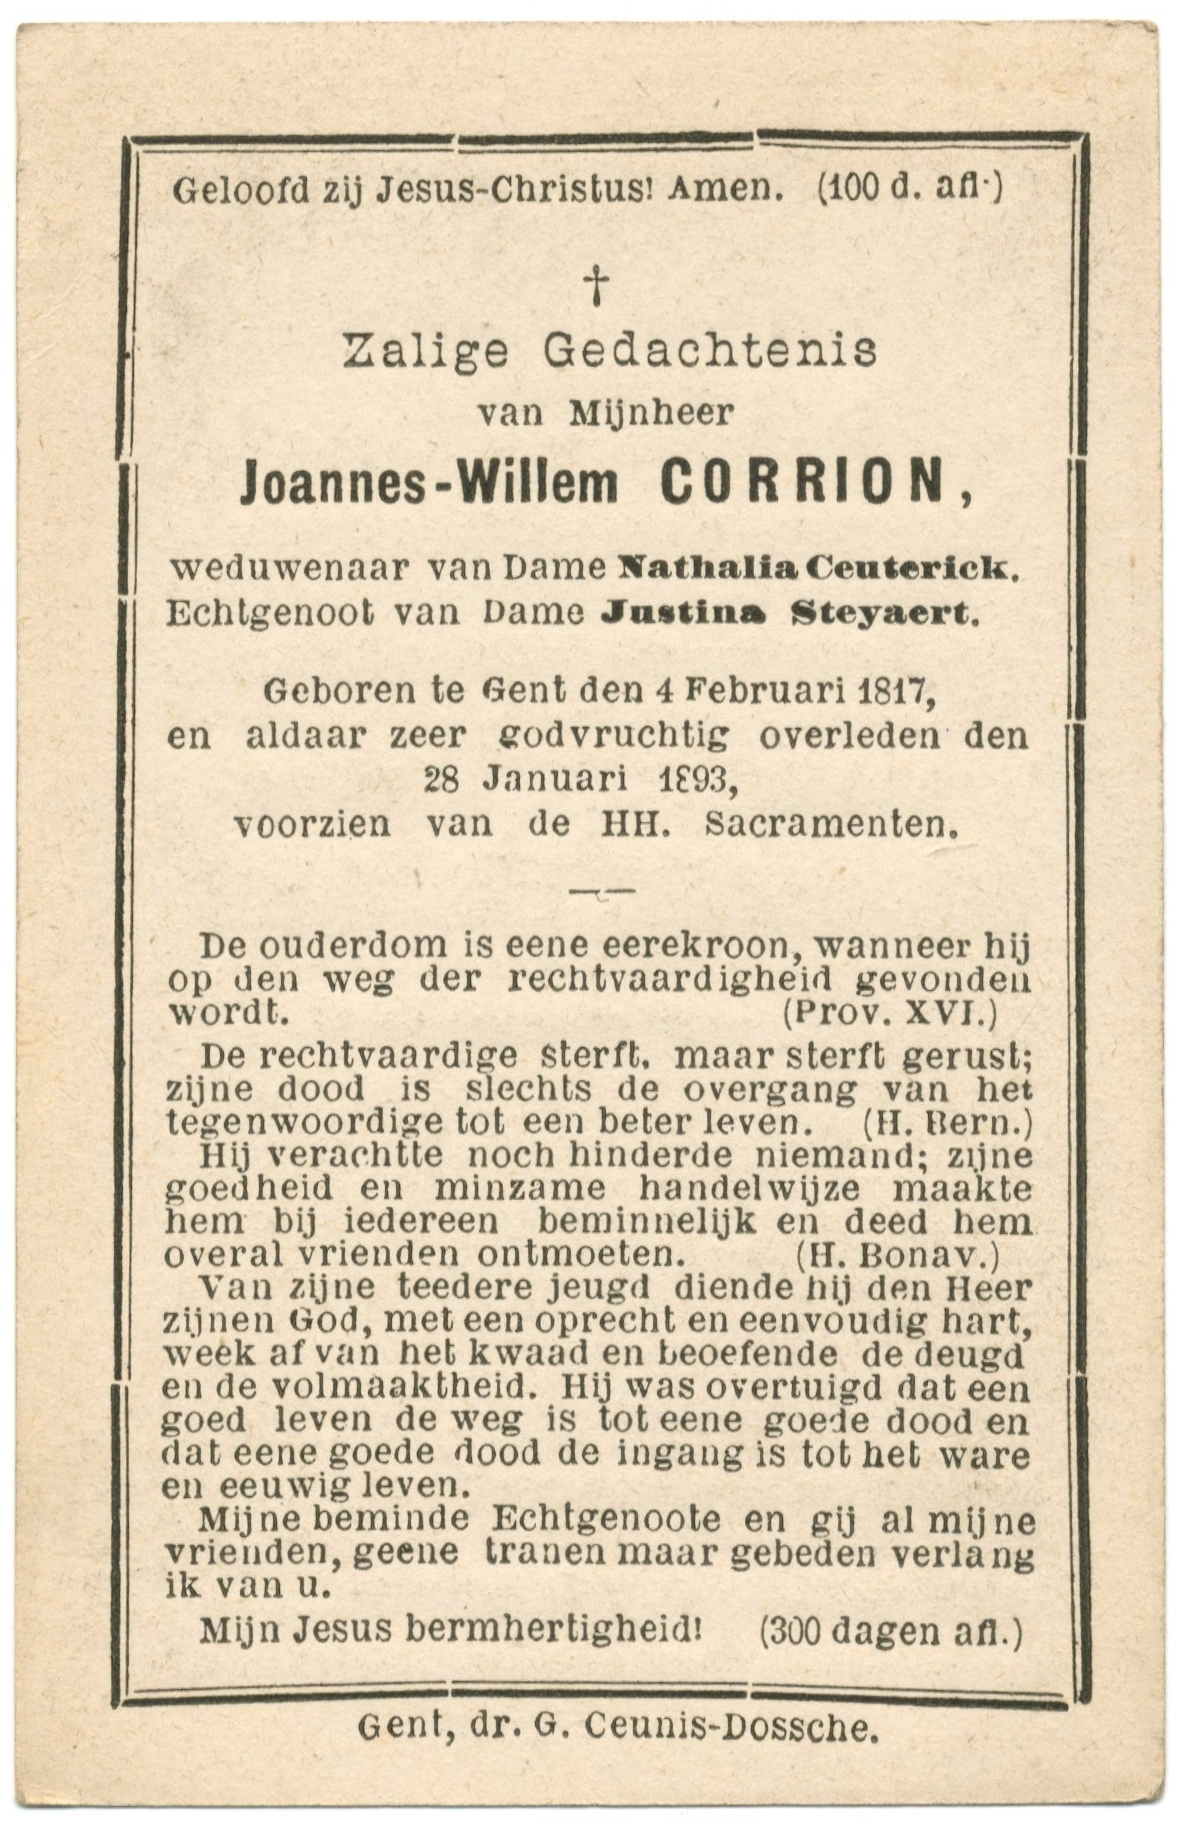 Geloofd zij Jesus-Christus! Amen. (100 d. afl.)
†
Zalige Gedachtenis
van Mijnheer
Joannes-Willem CORRION,
weduwenaar van Dame Nathalia Ceuterick.
Echtgenoot van Dame Justina Steyaert.
Geboren te Gent den 4 Februari 1817,
en aldaar zeer godvruchtig overleden den
28 Januari 1893,
voorzien van de HH. Sacramenten.
De ouderdom is eene eerekroon, wanneer hij
op den weg der rechtvaardigheid gevonden
wordt. (Prov. XVI.)
De rechtvaardige sterft, maar sterft gerust;
zijne dood is slechts de overgang van het
tegenwoordige tot een beter leven. (H. Bern.)
Hij verachtte noch hinderde niemand; zijne
goedheid en minzame handelwijze maakte
hem bij iedereen beminnelijk en deed hem
overal vrienden ontmoeten. (H. Bonav.)
Van zijne teedere jeugd diende hij den Heer
zijnen God, met een oprecht en eenvoudig hart,
week af van het kwaad en beoefende de deugd
en de volmaaktheid. Hij was overtuigd dat een
goed leven de weg is tot eene goede dood en
dat eene goede dood de ingang is tot het ware
en eeuwig leven.
Mijne beminde Echtgenoote en gij al mijne
vrienden, geene tranen maar gebeden verlang
ik van u.
Mijn Jesus bermhertigheid! (300 dagen afl.)
Gent, dr. G. Ceunis-Dossche.